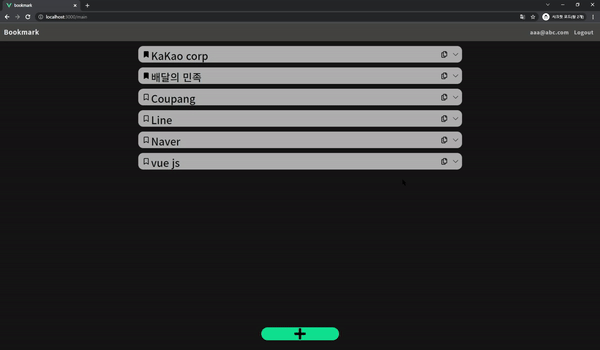 bookmark
localhost:3000/main
Bookmark
aaa@abc.com Logout
KaKao corp
배달의 민족
Coupang
Line
Naver
vue js